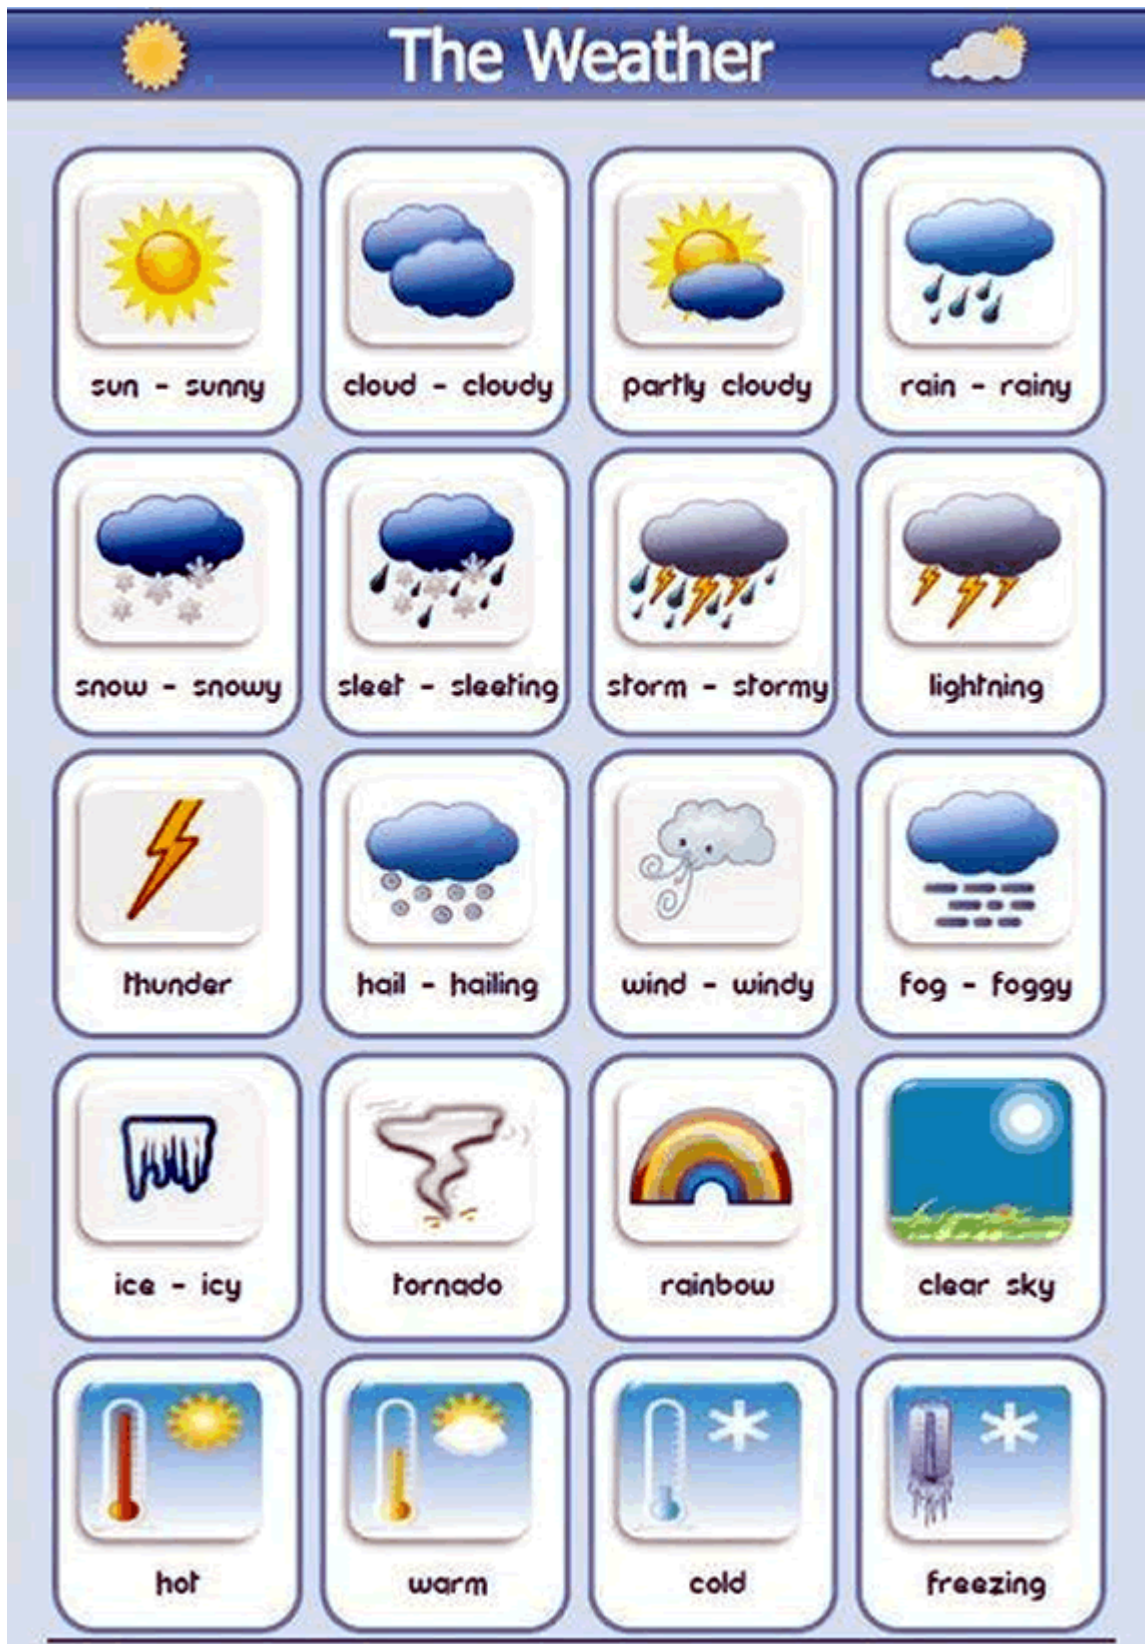 The Weather
sun - sunny
cloud - cloudy
partly cloudy
rain - rainy
snow - snowy
sleet - sleeting
storm - stormy
lightning
thunder
hail - hailing
wind - windy
fog - foggy
ice - icy
tornado
rainbow
clear sky
hot
warm
cold
freezing